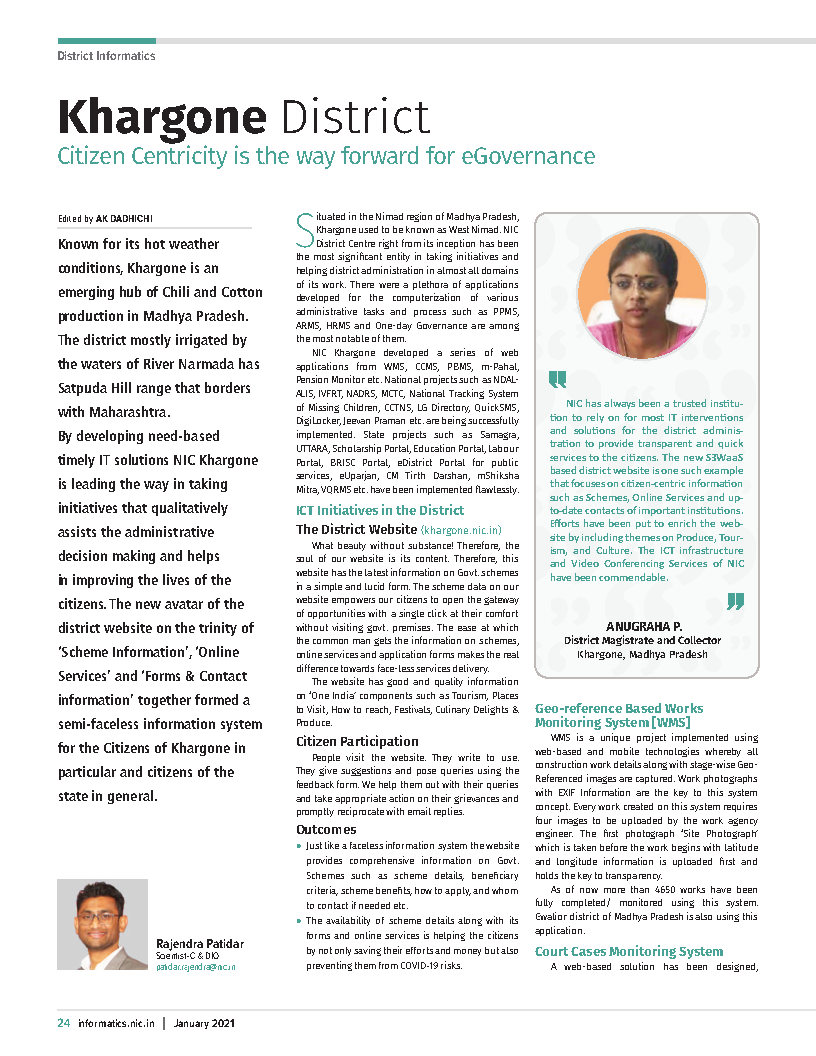 District Informatics
Khargone District
Citizen Centricity is the way forward for eGovernance
Edited by AK DADHICHI
Known for its hot weather
conditions, Khargone is an
emerging hub of Chili and Cotton
production in Madhya Pradesh.
The district mostly irrigated by
the waters of River Narmada has
Satpuda Hill range that borders
with Maharashtra.
By developing need-based
timely IT solutions NIC Khargone
is leading the way in taking
initiatives that qualitatively
assists the administrative
decision making and helps
in improving the lives of the
citizens. The new avatar of the
district website on the trinity of
‘Scheme Information’, ‘Online
Services’ and ‘Forms & Contact
information’ together formed a
semi-faceless information system
for the Citizens of Khargone in
particular and citizens of the
state in general.
Rajendra Patidar
Scientist-C & DIO
patidar.rajendra@nic.in
Situated in the Nimad region of Madhya Pradesh,
Khargone used to be known as West Nimad. NIC
District Centre right from its inception has been
the most significant entity in taking initiatives and
helping district administration in almost all domains
of its work. There were a plethora of applications
developed for the computerization of various
administrative tasks and process such as PPMS,
ARMS, HRMS and One-day Governance are among
the most notable of them.
NIC Khargone developed a series of web
applications from WMS, CCMS, PBMS, m-Pahal,
Pension Monitor etc. National projects such as NDAL-
ALIS, IVFRT, NADRS, MCTC, National Tracking System
of Missing Children, CCTNS, LG Directory, QuickSMS,
DigiLocker, Jeevan Praman etc. are being successfully
implemented. State projects such as Samagra,
UTTARA, Scholarship Portal, Education Portal, Labour
Portal, BRISC Portal, eDistrict Portal for public
services, eUparjan, CM Tirth Darshan, mShiksha
Mitra, VQRMS etc. have been implemented flawlessly.
ICT Initiatives in the District
The District Website (khargone.nic.in)
What beauty without substance! Therefore, the
soul of our website is its content. Therefore, this
website has the latest information on Govt. schemes
in a simple and lucid form. The scheme data on our
website empowers our citizens to open the gateway
of opportunities with a single click at their comfort
without visiting govt. premises. The ease at which
the common man gets the information on schemes,
online services and application forms makes the real
difference towards face-less services delivery.
The website has good and quality information
on ‘One India’ components such as Tourism, Places
to Visit, How to reach, Festivals, Culinary Delights &
Produce.
Citizen Participation
People visit the website. They write to use.
They give suggestions and pose queries using the
feedback form. We help them out with their queries
and take appropriate action on their grievances and
promptly reciprocate with email replies.
Outcomes
• Just like a faceless information system the website
provides comprehensive information on Govt.
Schemes such as scheme details, beneficiary
criteria, scheme benefits, how to apply, and whom
to contact if needed etc.
• The availability of scheme details along with its
forms and online services is helping the citizens
by not only saving their efforts and money but also
preventing them from COVID-19 risks.
NIC has always been a trusted institu-
tion to rely on for most IT interventions
and solutions for the district adminis-
tration to provide transparent and quick
services to the citizens. The new S3WaaS
based district website is one such example
that focuses on citizen-centric information
such as Schemes, Online Services and up-
to-date contacts of important institutions.
Efforts have been put to enrich the web-
site by including themes on Produce, Tour-
ism, and Culture. The ICT infrastructure
and Video Conferencing Services of NIC
have been commendable.
ANUGRAHA P.
District Magistrate and Collector
Khargone, Madhya Pradesh
Geo-reference Based Works
Monitoring System [WMS]
WMS is a unique project implemented using
web-based and mobile technologies whereby all
construction work details along with stage-wise Geo-
Referenced images are captured. Work photographs
with EXIF Information are the key to this system
concept. Every work created on this system requires
four images to be uploaded by the work agency
engineer. The first photograph ‘Site Photograph’
which is taken before the work begins with latitude
and longitude information is uploaded first and
holds the key to transparency.
As of now more than 4650 works have been
fully completed/ monitored using this system.
Gwalior district of Madhya Pradesh is also using this
application.
Court Cases Monitoring System
A web-based solution has been designed,
24 informatics.nic.in | January 2021